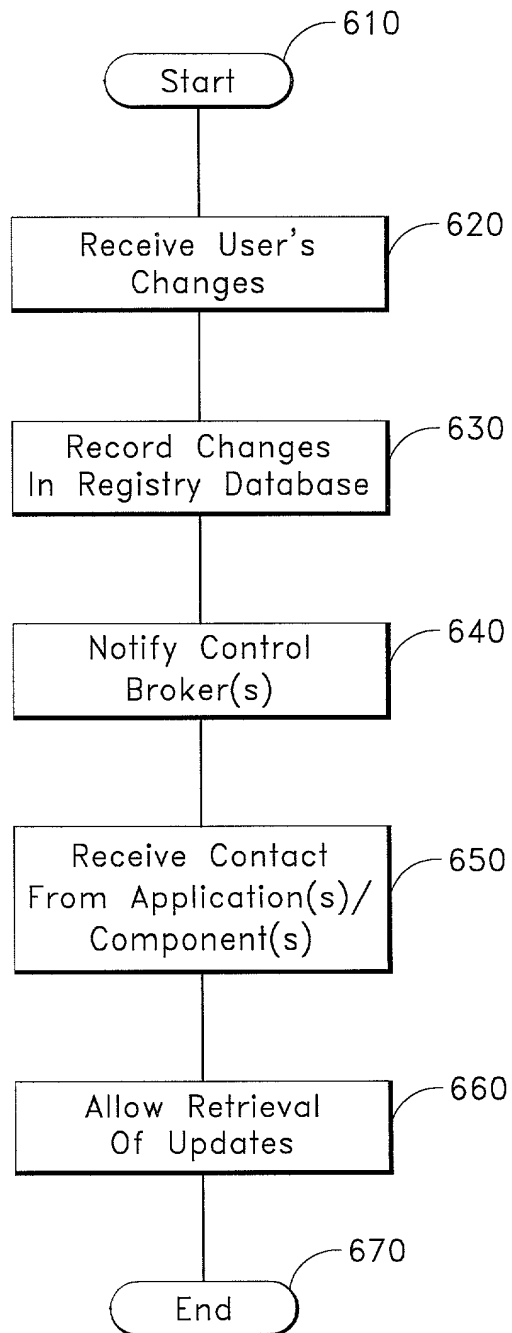 610
Start
620
Receive User's
Changes
630
Record Changes
In Registry Database
640
Notify Control
Broker(s)
650
Receive Contact
From Application(s)/
Component(s)
660
Allow Retrieval
Of Updates
670
End